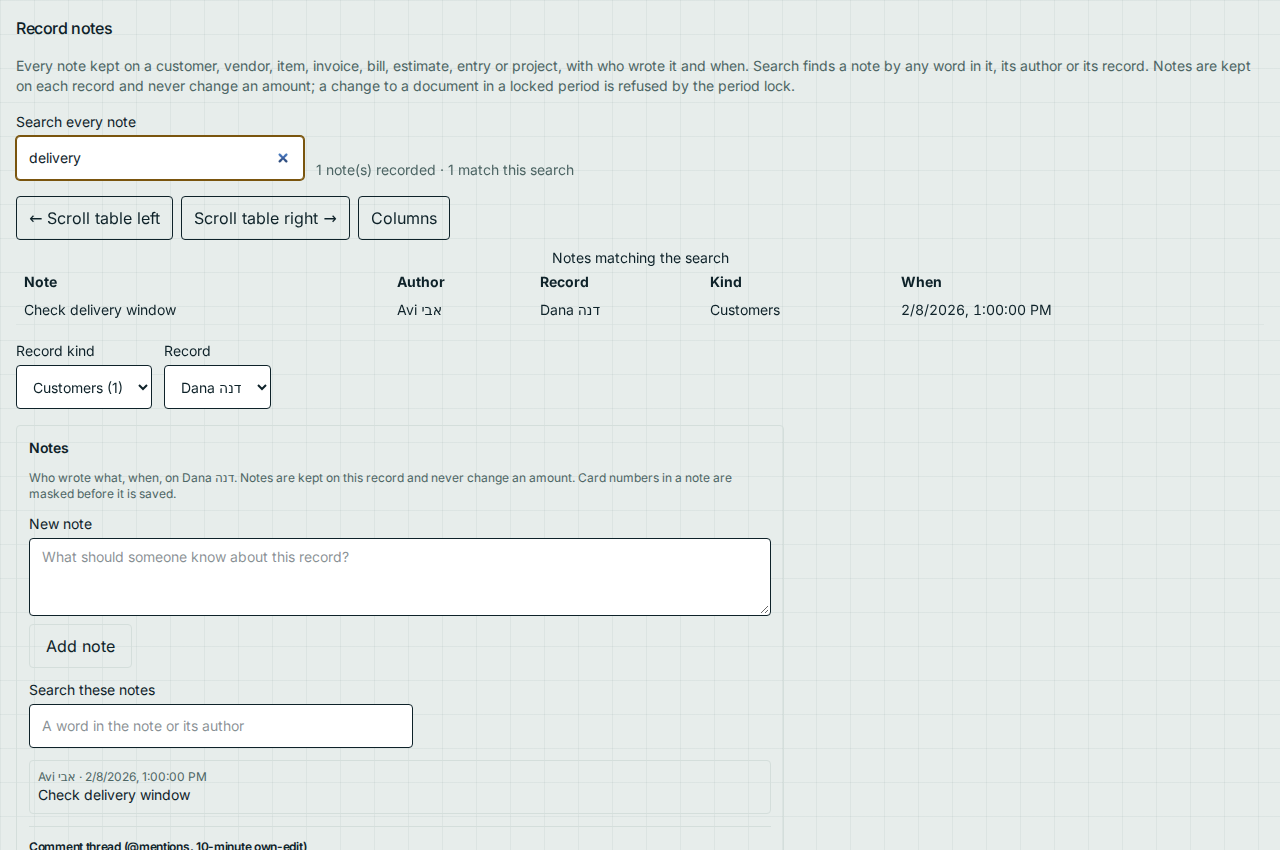 Record notes
Every note kept on a customer, vendor, item, invoice, bill, estimate, entry or project, with who wrote it and when. Search finds a note by any word in it, its author or its record. Notes are kept
on each record and never change an amount; a change to a document in a locked period is refused by the period lock.
Search every note
delivery ×
1 note(s) recorded · 1 match this search
← Scroll table left Scroll table right → Columns
Notes matching the search
Note Author Record Kind When
Check delivery window Avi אבי Dana דנה Customers 2/8/2026, 1:00:00 PM
Record kind Record
Customers (1) Dana דנה
Notes
Who wrote what, when, on Dana דנה. Notes are kept on this record and never change an amount. Card numbers in a note are
masked before it is saved.
New note
What should someone know about this record?
Add note
Search these notes
A word in the note or its author
Avi אבי · 2/8/2026, 1:00:00 PM
Check delivery window
Comment thread (@mentions, 10-minute own-edit)